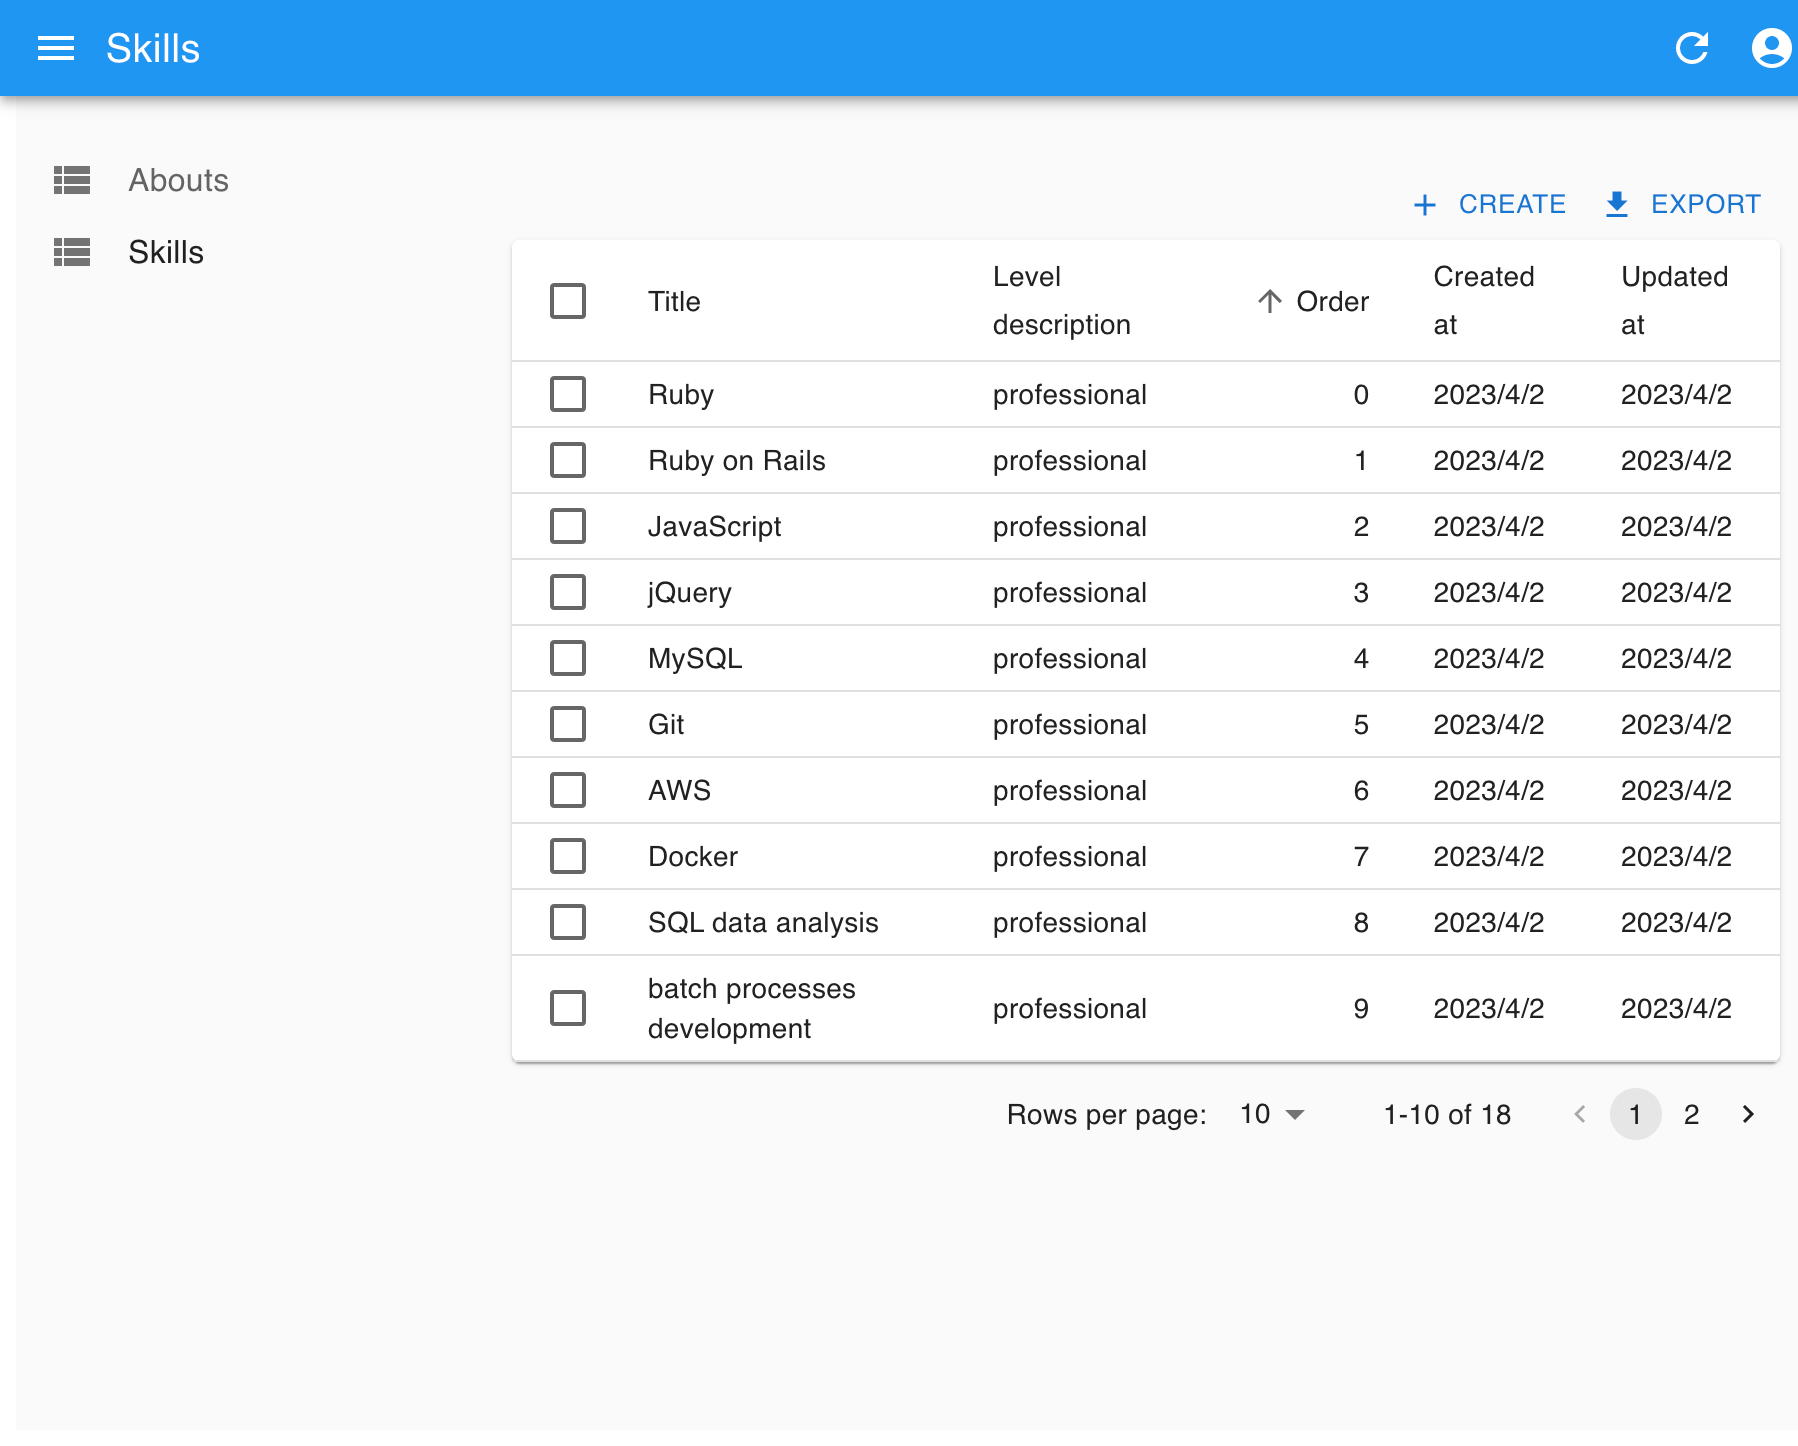 Skills
Abouts
Skills
CREATE EXPORT
Title Level description Order Created at Updated at
Ruby professional 0 2023/4/2 2023/4/2
Ruby on Rails professional 1 2023/4/2 2023/4/2
JavaScript professional 2 2023/4/2 2023/4/2
jQuery professional 3 2023/4/2 2023/4/2
MySQL professional 4 2023/4/2 2023/4/2
Git professional 5 2023/4/2 2023/4/2
AWS professional 6 2023/4/2 2023/4/2
Docker professional 7 2023/4/2 2023/4/2
SQL data analysis professional 8 2023/4/2 2023/4/2
batch processes development professional 9 2023/4/2 2023/4/2
Rows per page: 10 1-10 of 18 1 2